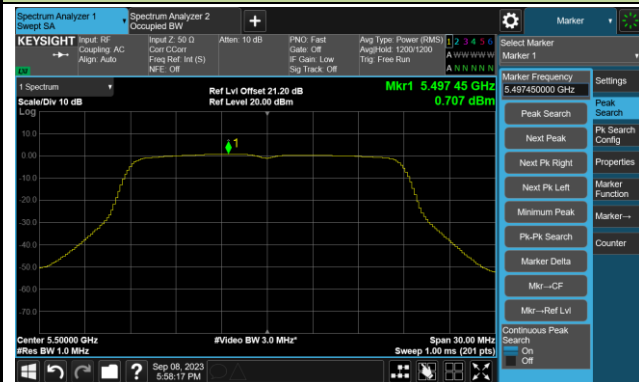 Spectrum Analyzer 1
Swept SA
Spectrum Analyzer 2
Occupied BW
Marker
KEYSIGHT
Input: RF
Coupling: AC
Align: Auto
Input Z: 50 Ω
Corr CCorr
Freq Ref: Int (S)
NFE: Off
Atten: 10 dB
PNO: Fast
Gate: Off
IF Gain: Low
Sig Track: Off
Avg Type: Power (RMS)
Avg|Hold: 1200/1200
Trig: Free Run
1 2 3 4 5 6
A W W W W W
A N N N N N
LXI
Select Marker
Marker 1
1 Spectrum
Scale/Div 10 dB
Log
Ref Lvl Offset 21.20 dB
Ref Level 20.00 dBm
Mkr1 5.497 45 GHz
0.707 dBm
10.0
0.00
-10.0
-20.0
-30.0
-40.0
-50.0
-60.0
-70.0
1
Center 5.50000 GHz
#Res BW 1.0 MHz
#Video BW 3.0 MHz*
Span 30.00 MHz
Sweep 1.00 ms (201 pts)
Marker Frequency
5.497450000 GHz
Peak Search
Next Peak
Next Pk Right
Next Pk Left
Minimum Peak
Pk-Pk Search
Marker Delta
Mkr→CF
Mkr→Ref Lvl
Continuous Peak
Search
On
Off
Settings
Peak
Search
Pk Search
Config
Properties
Marker
Function
Marker→
Counter
Sep 08, 2023
5:58:17 PM